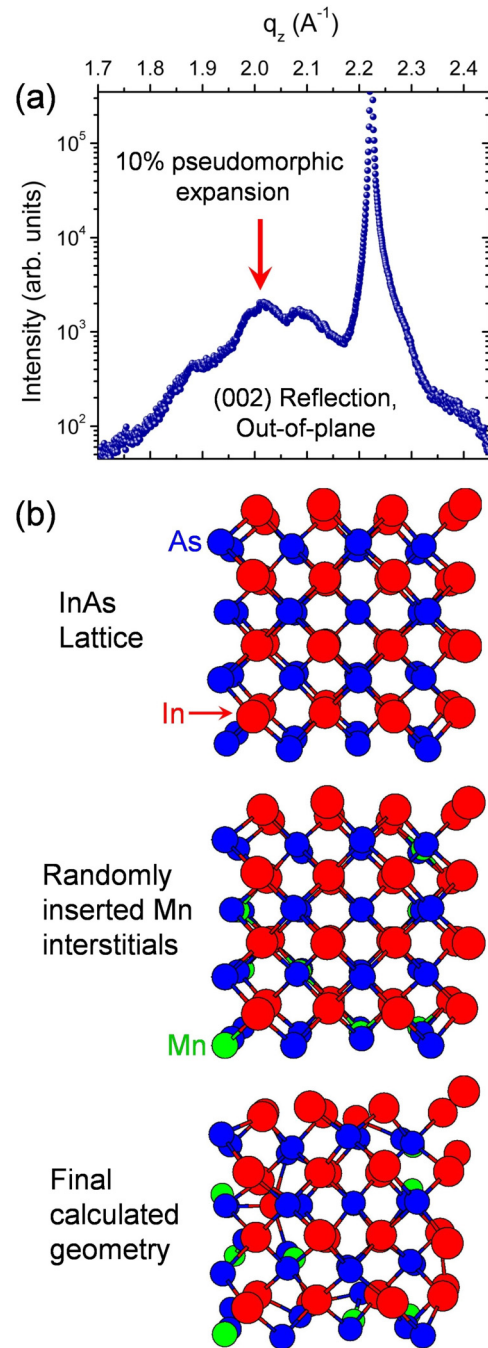 q_z (A^-1)
1.7 1.8 1.9 2.0 2.1 2.2 2.3 2.4
(a)
10^5
10^4
10^3
10^2
Intensity (arb. units)
10% pseudomorphic
expansion
(002) Reflection,
Out-of-plane
(b)
As
InAs
Lattice
In
Randomly
inserted Mn
interstitials
Mn
Final
calculated
geometry